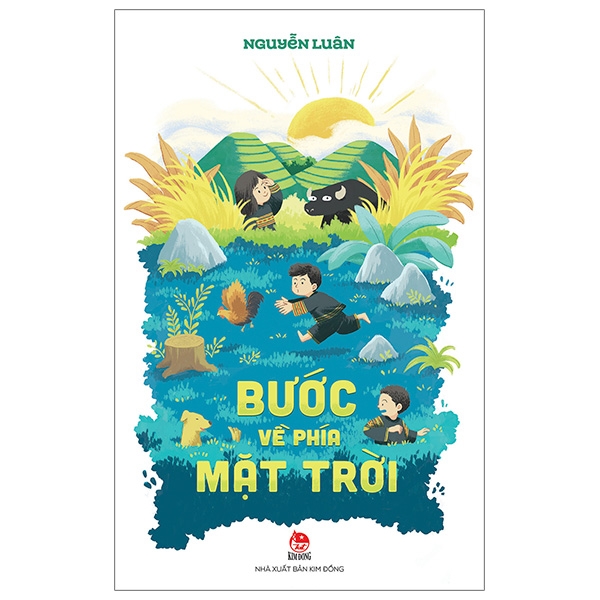 NGUYỄN LUÂN
BƯỚC
VỀ PHÍA
MẶT TRỜI
KIM ĐỒNG
NHÀ XUẤT BẢN KIM ĐỒNG